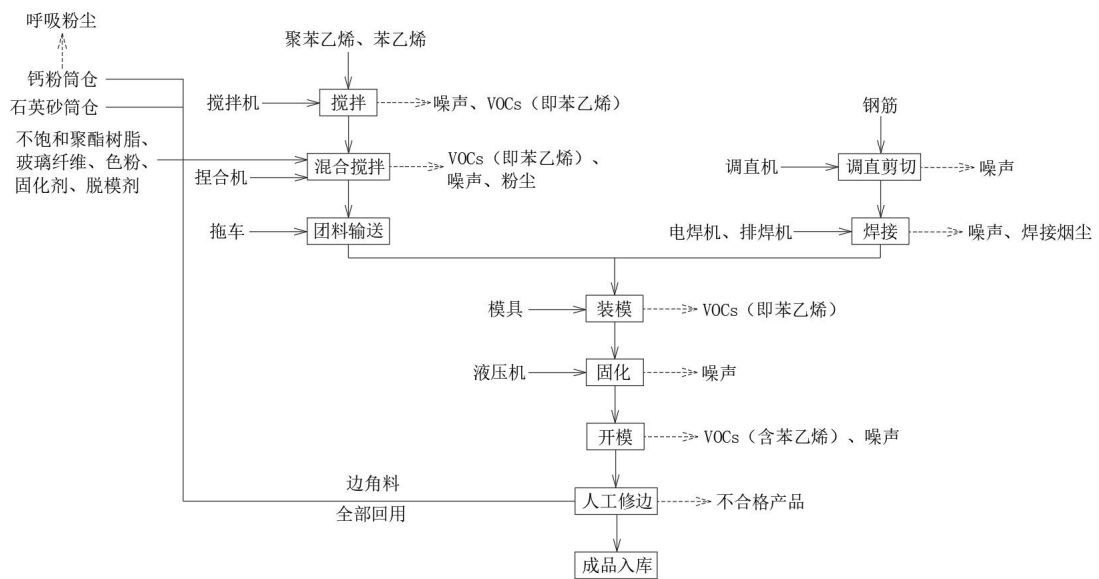 呼吸粉尘
钙粉筒仓
石英砂筒仓
不饱和聚酯树脂、
玻璃纤维、色粉、
固化剂、脱模剂
聚苯乙烯、苯乙烯
搅拌机
搅拌
噪声、VOCs（即苯乙烯）
捏合机
混合搅拌
VOCs（即苯乙烯）、
噪声、粉尘
拖车
团料输送
钢筋
调直机
调直剪切
噪声
电焊机、排焊机
焊接
噪声、焊接烟尘
模具
装模
VOCs（即苯乙烯）
液压机
固化
噪声
开模
VOCs（含苯乙烯）、噪声
边角料
全部回用
人工修边
不合格产品
成品入库